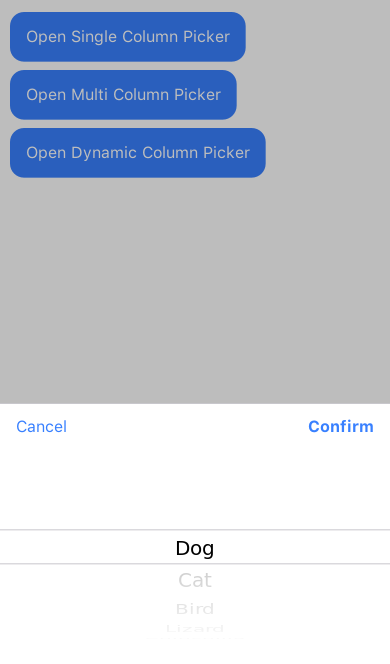 Open Single Column Picker
Open Multi Column Picker
Open Dynamic Column Picker
Cancel
Confirm
Dog
Cat
Bird
Lizard